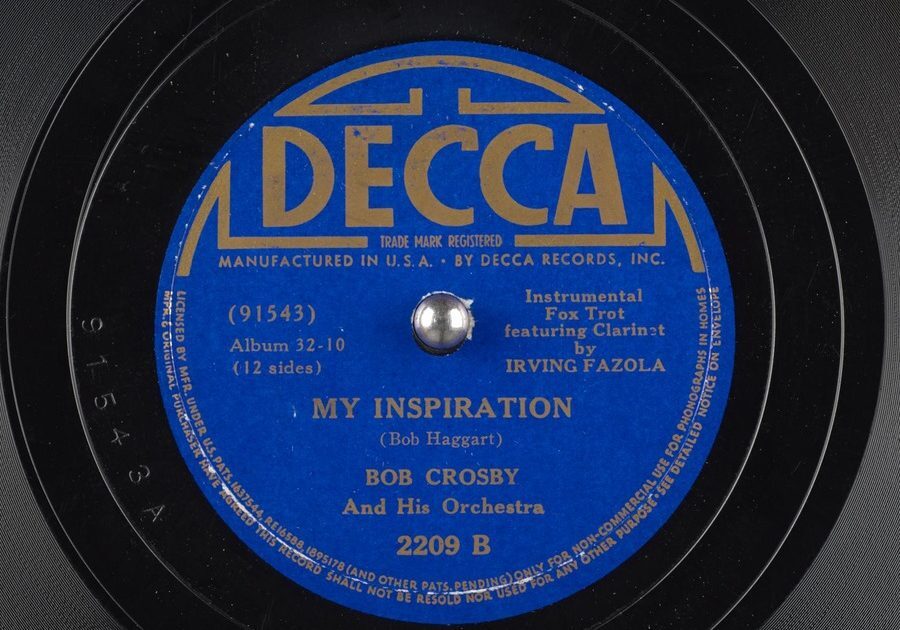 DECCA
TRADE MARK REGISTERED
MANUFACTURED IN U.S.A. · BY DECCA RECORDS, INC.
(91543)
Album 32-10
(12 sides)
Instrumental
Fox Trot
featuring Clarinet
by
IRVING FAZOLA
MY INSPIRATION
(Bob Haggart)
BOB CROSBY
And His Orchestra
2209 B
LICENSED BY MFR. UNDER U.S. PATS. 1637544, RE16588, 1895178 (AND OTHER PATS. PENDING) ONLY FOR NON-COMMERCIAL USE FOR PHONOGRAPHS IN HOMES
MFR. & ORIGINAL PURCHASER HAVE AGREED THIS RECORD SHALL NOT BE RESOLD NOR USED FOR ANY OTHER PURPOSE · SEE DETAILED NOTICE ON ENVELOPE
91543 A